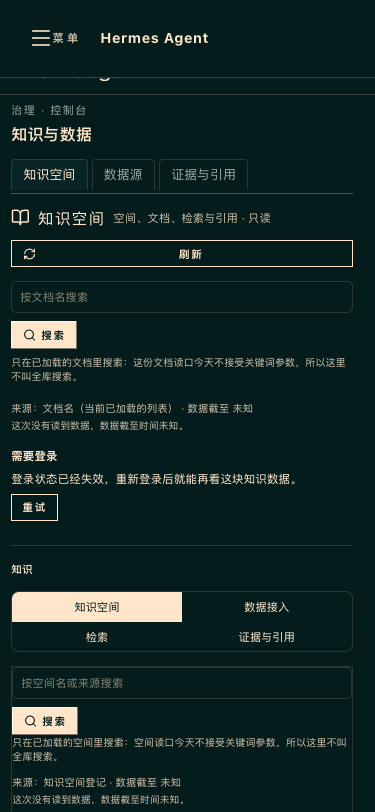 菜单
Hermes Agent
治理 · 控制台
知识与数据
知识空间
数据源
证据与引用
知识空间 空间、文档、检索与引用 · 只读
刷新
按文档名搜索
搜索
只在已加载的文档里搜索：这份文档读口今天不接受关键词参数，所以这里
不叫全库搜索。
来源：文档名（当前已加载的列表） · 数据截至 未知
这次没有读到数据，数据截至时间未知。
需要登录
登录状态已经失效，重新登录后就能再看这块知识数据。
重试
知识
知识空间
数据接入
检索
证据与引用
按空间名或来源搜索
搜索
只在已加载的空间里搜索：空间读口今天不接受关键词参数，所以这里不叫
全库搜索。
来源：知识空间登记 · 数据截至 未知
这次没有读到数据，数据截至时间未知。